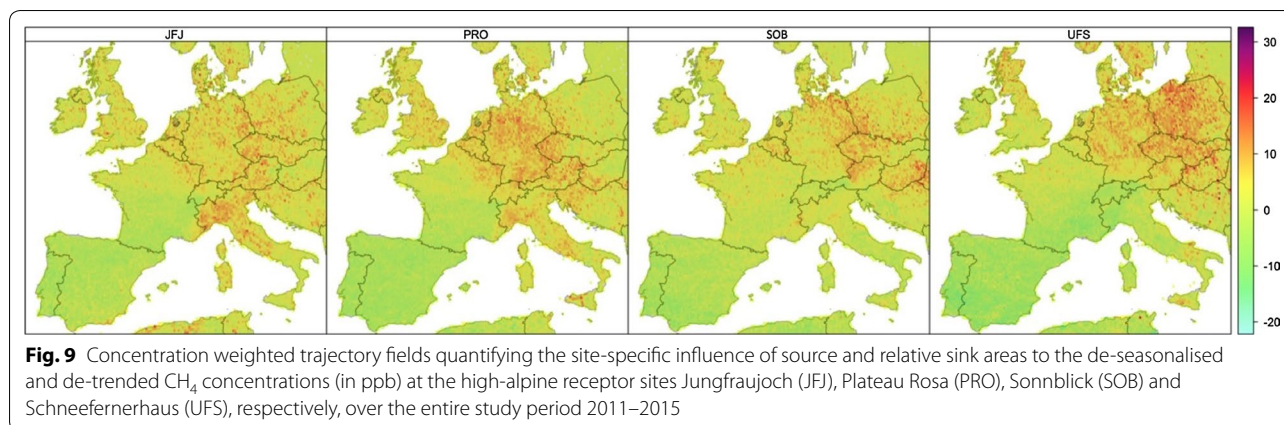 JFJ PRO SOB UFS
30
20
10
0
-10
-20
Fig. 9 Concentration weighted trajectory fields quantifying the site-specific influence of source and relative sink areas to the de-seasonalised
and de-trended CH₄ concentrations (in ppb) at the high-alpine receptor sites Jungfraujoch (JFJ), Plateau Rosa (PRO), Sonnblick (SOB) and
Schneefernerhaus (UFS), respectively, over the entire study period 2011–2015